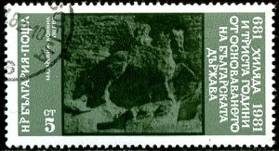 681 ХИЛЯДА 1981
И ТРИСТА ГОДИНИ
ОТ ОСНОВАВАНЕТО
НА БЪЛГАРСКАТА
ДЪРЖАВА
НР БЪЛГАРИЯ·ПОЩА
5 СТ